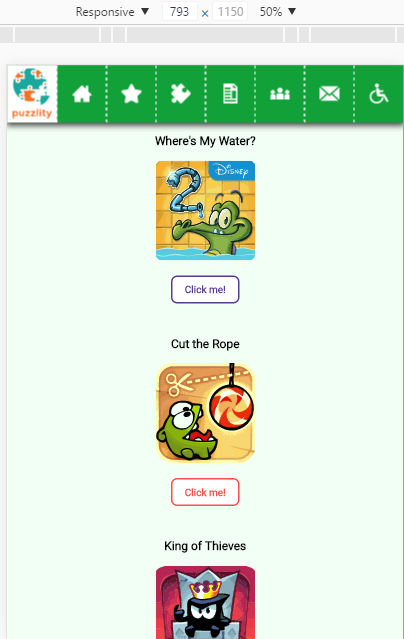 Responsive ▼ 793 × 1150 50% ▼
puzzlity
Where's My Water?
Disney
2
Click me!
Cut the Rope
Click me!
King of Thieves